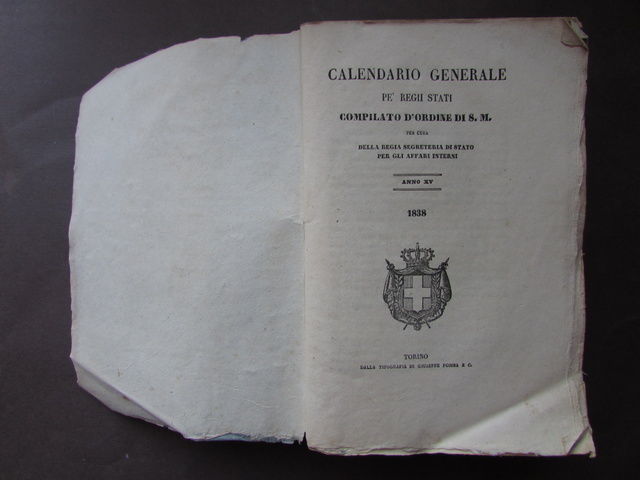 CALENDARIO GENERALE
PE' REGII STATI
COMPILATO D'ORDINE DI S. M.
PER CURA
DELLA REGIA SEGRETERIA DI STATO
PER GLI AFFARI INTERNI
ANNO XV
1838
TORINO
DALLA TIPOGRAFIA DI GIUSEPPE POMBA E C.